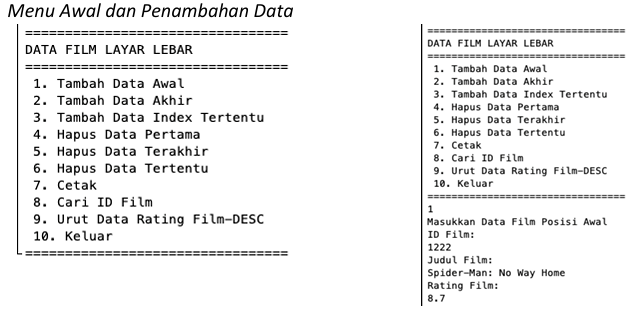 Menu Awal dan Penambahan Data
=================================
DATA FILM LAYAR LEBAR
=================================
1. Tambah Data Awal
2. Tambah Data Akhir
3. Tambah Data Index Tertentu
4. Hapus Data Pertama
5. Hapus Data Terakhir
6. Hapus Data Tertentu
7. Cetak
8. Cari ID Film
9. Urut Data Rating Film-DESC
10. Keluar
=================================
=================================
DATA FILM LAYAR LEBAR
=================================
1. Tambah Data Awal
2. Tambah Data Akhir
3. Tambah Data Index Tertentu
4. Hapus Data Pertama
5. Hapus Data Terakhir
6. Hapus Data Tertentu
7. Cetak
8. Cari ID Film
9. Urut Data Rating Film-DESC
10. Keluar
=================================
1
Masukkan Data Film Posisi Awal
ID Film:
1222
Judul Film:
Spider-Man: No Way Home
Rating Film:
8.7